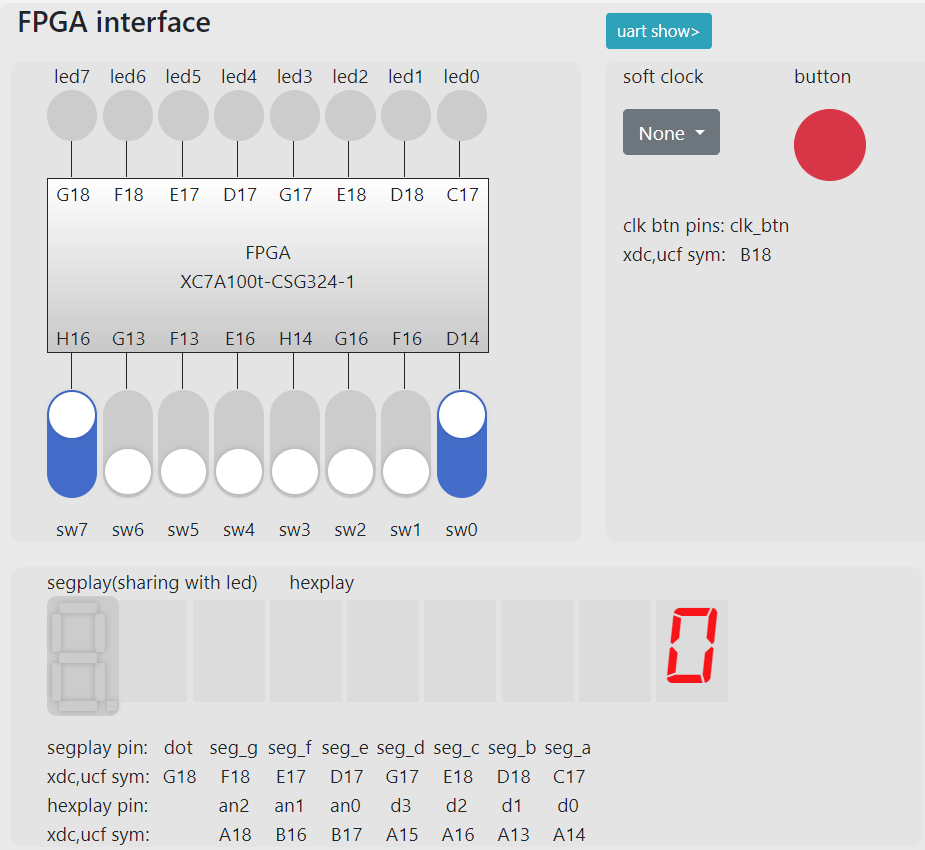 FPGA interface
uart show>
led7 led6 led5 led4 led3 led2 led1 led0
G18 F18 E17 D17 G17 E18 D18 C17
FPGA
XC7A100t-CSG324-1
H16 G13 F13 E16 H14 G16 F16 D14
sw7 sw6 sw5 sw4 sw3 sw2 sw1 sw0
soft clock button
None
clk btn pins: clk_btn
xdc,ucf sym: B18
segplay(sharing with led) hexplay
0
segplay pin: dot seg_g seg_f seg_e seg_d seg_c seg_b seg_a
xdc,ucf sym: G18 F18 E17 D17 G17 E18 D18 C17
hexplay pin: an2 an1 an0 d3 d2 d1 d0
xdc,ucf sym: A18 B16 B17 A15 A16 A13 A14